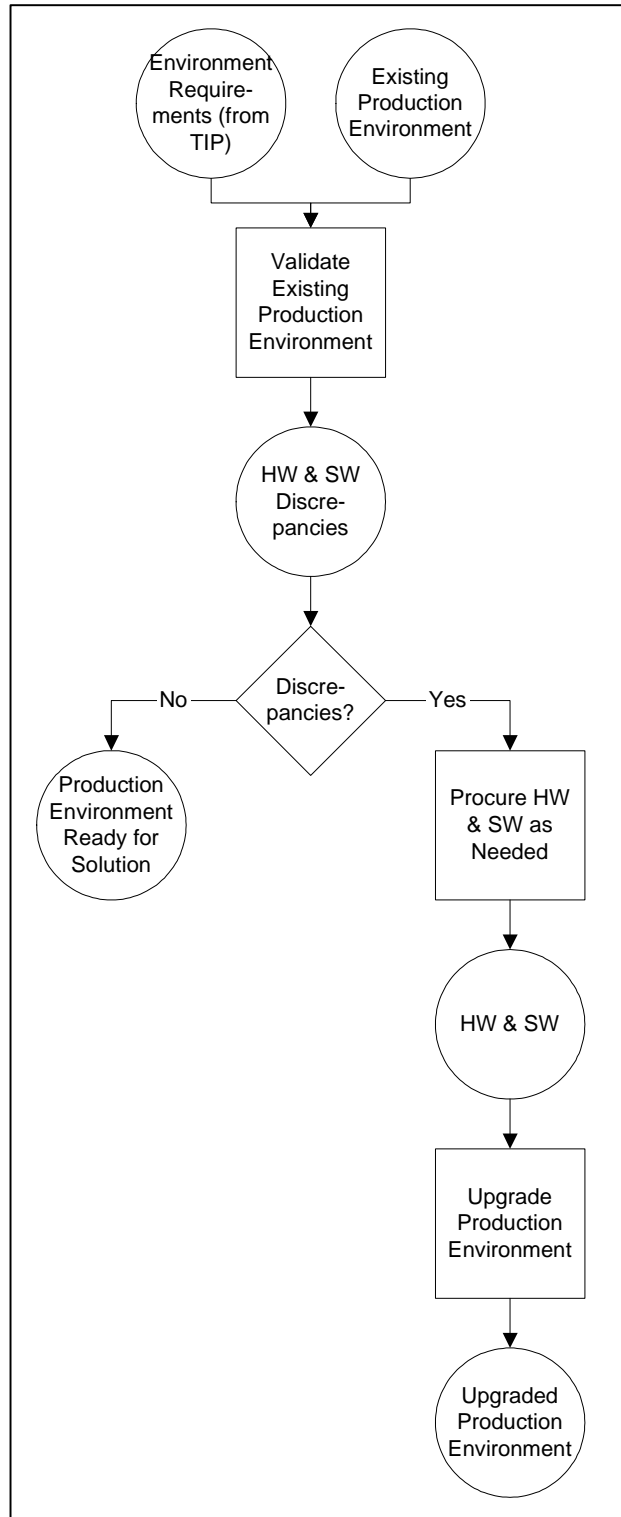 Environment
Require-
ments (from
TIP)
Existing
Production
Environment
Validate
Existing
Production
Environment
HW & SW
Discre-
pancies
Discre-
pancies?
No
Yes
Production
Environment
Ready for
Solution
Procure HW
& SW as
Needed
HW & SW
Upgrade
Production
Environment
Upgraded
Production
Environment